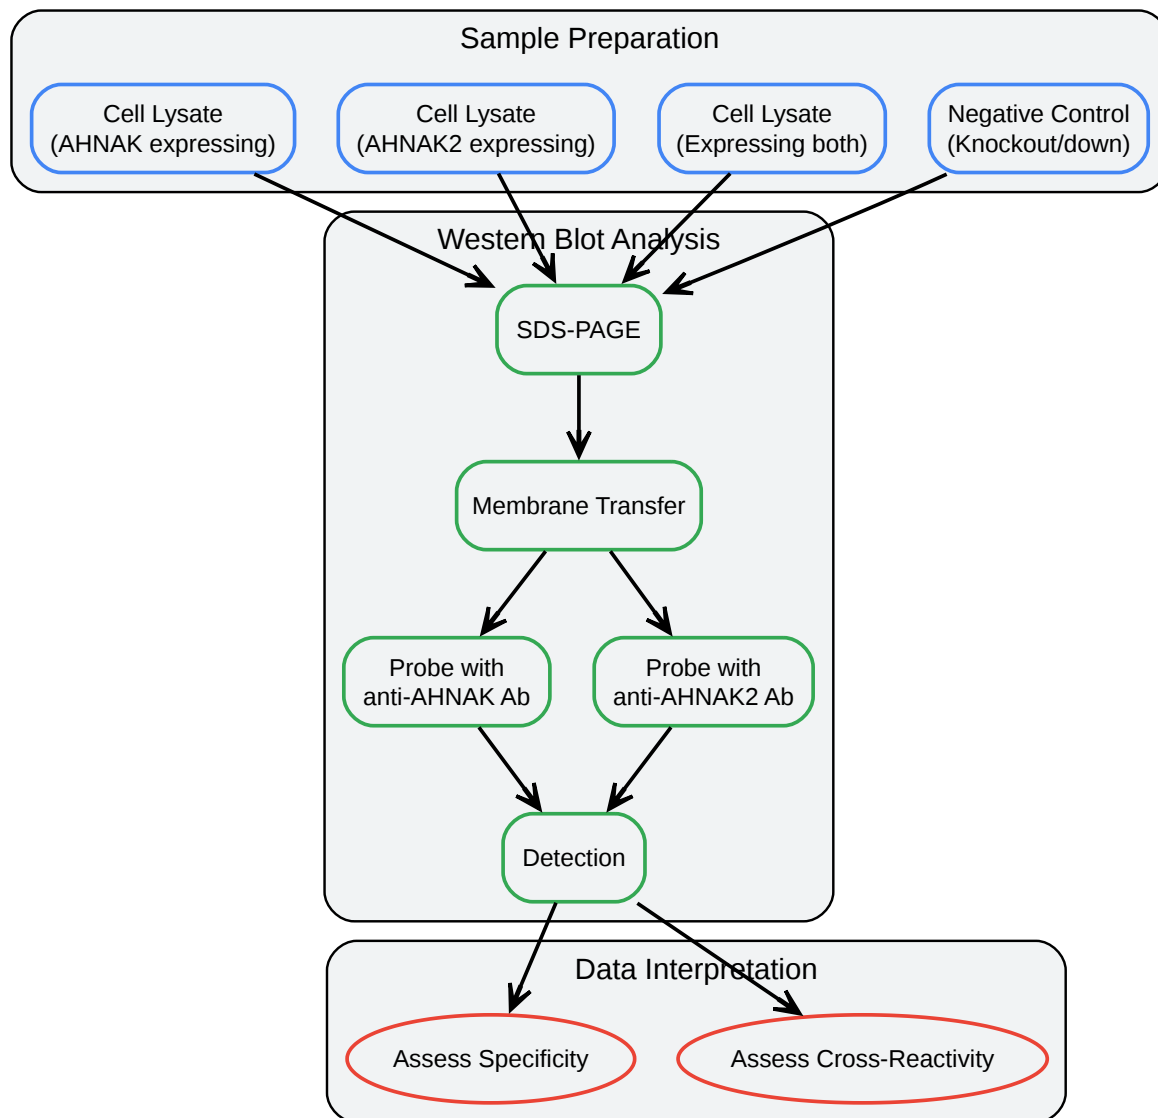 Sample Preparation
Cell Lysate
(AHNAK expressing)
Cell Lysate
(AHNAK2 expressing)
Cell Lysate
(Expressing both)
Negative Control
(Knockout/down)
Western Blot Analysis
SDS-PAGE
Membrane Transfer
Probe with
anti-AHNAK Ab
Probe with
anti-AHNAK2 Ab
Detection
Data Interpretation
Assess Specificity
Assess Cross-Reactivity